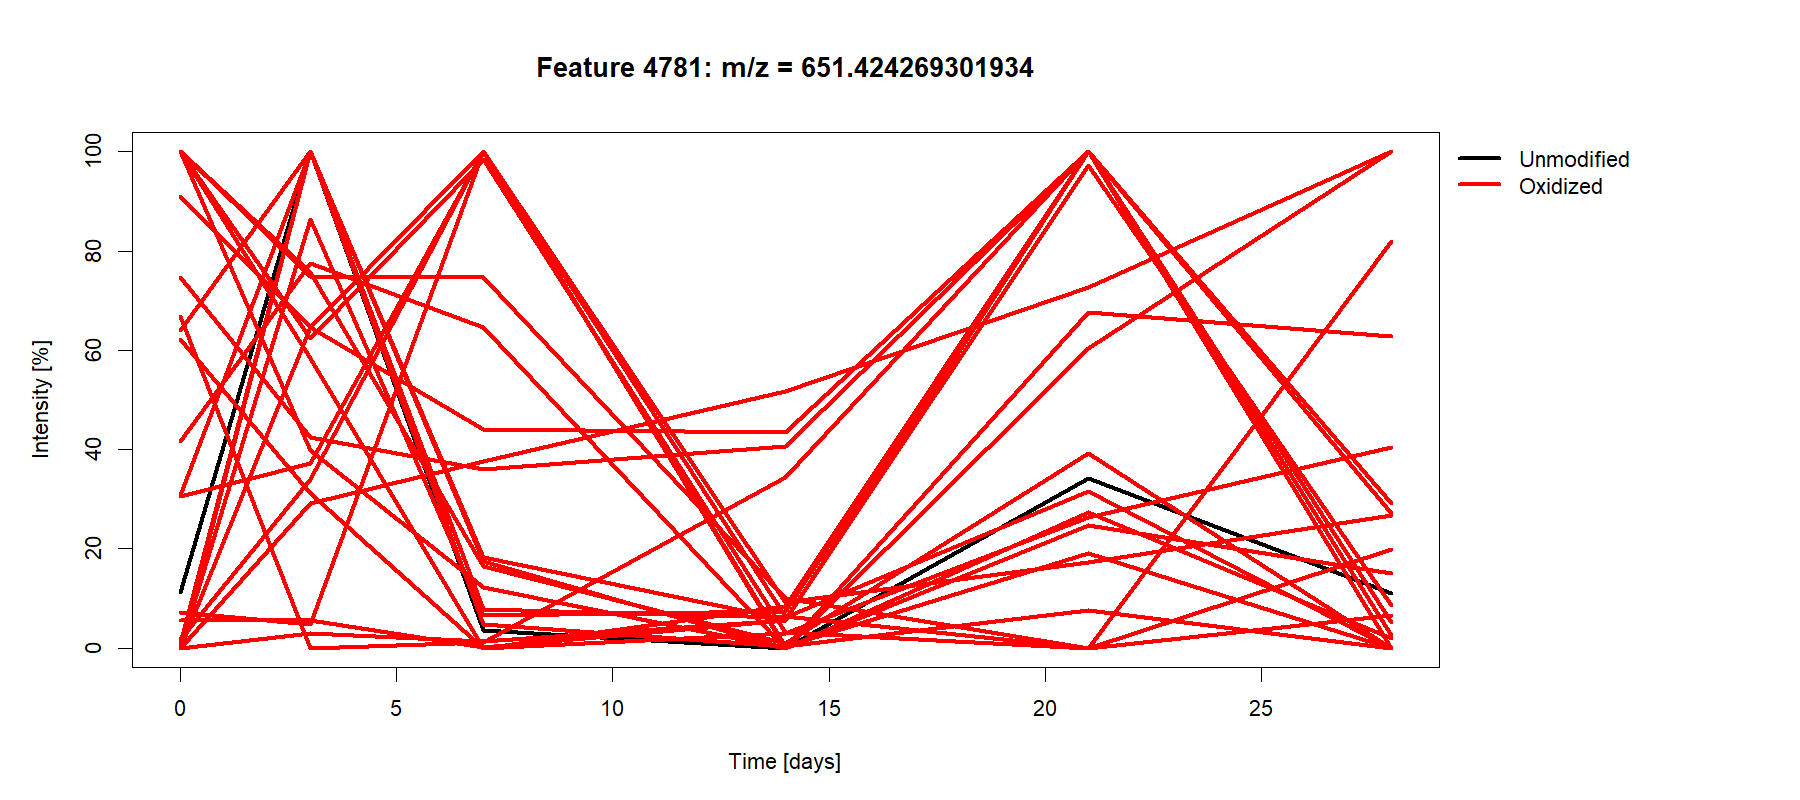 Feature 4781: m/z = 651.424269301934
Unmodified
Oxidized
Intensity [%]
100
80
60
40
20
0
0 5 10 15 20 25
Time [days]